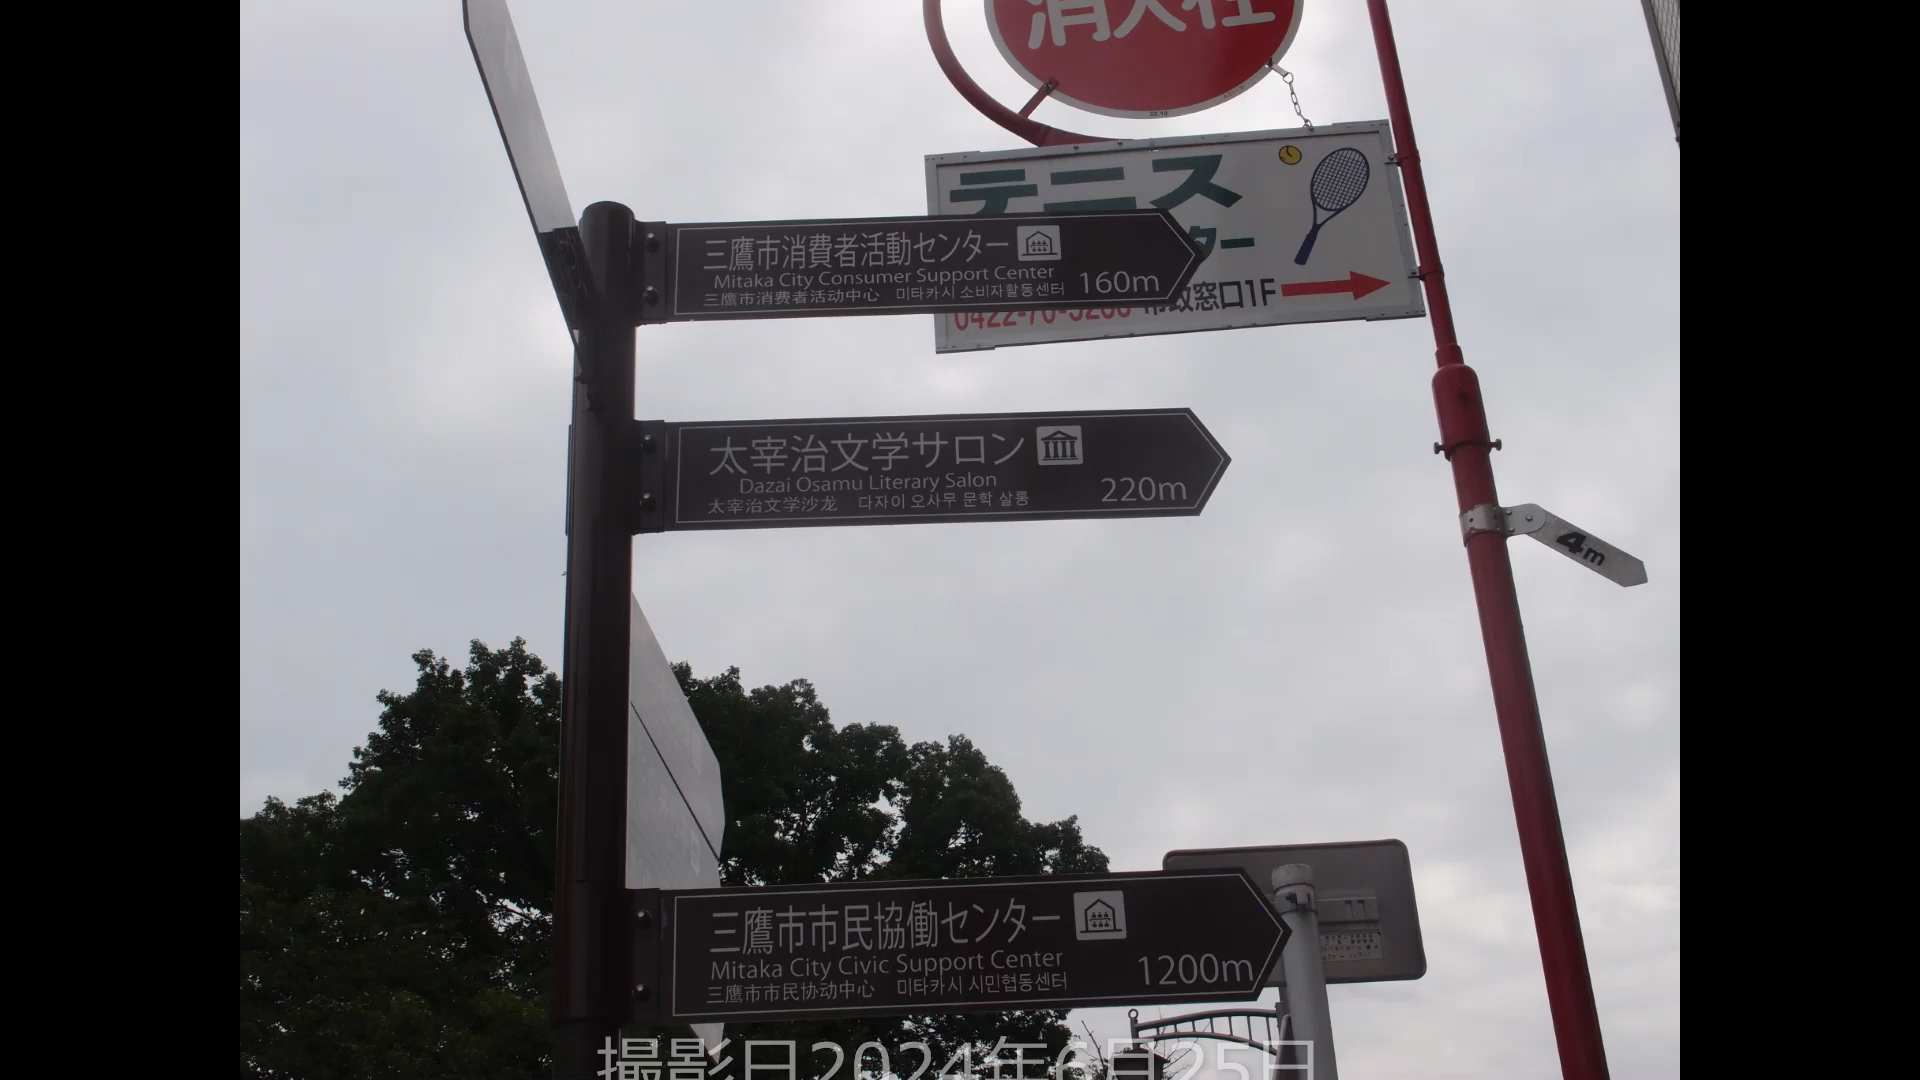 消火栓
テニス
ター
市政窓口1F
三鷹市消費者活動センター
Mitaka City Consumer Support Center
160m
三鷹市消费者活动中心 미타카시 소비자활동센터
太宰治文学サロン
Dazai Osamu Literary Salon
220m
太宰治文学沙龙 다자이 오사무 문학 살롱
4m
三鷹市市民協働センター
Mitaka City Civic Support Center
1200m
三鷹市市民协动中心 미타카시 시민협동센터
撮影日2024年6月25日